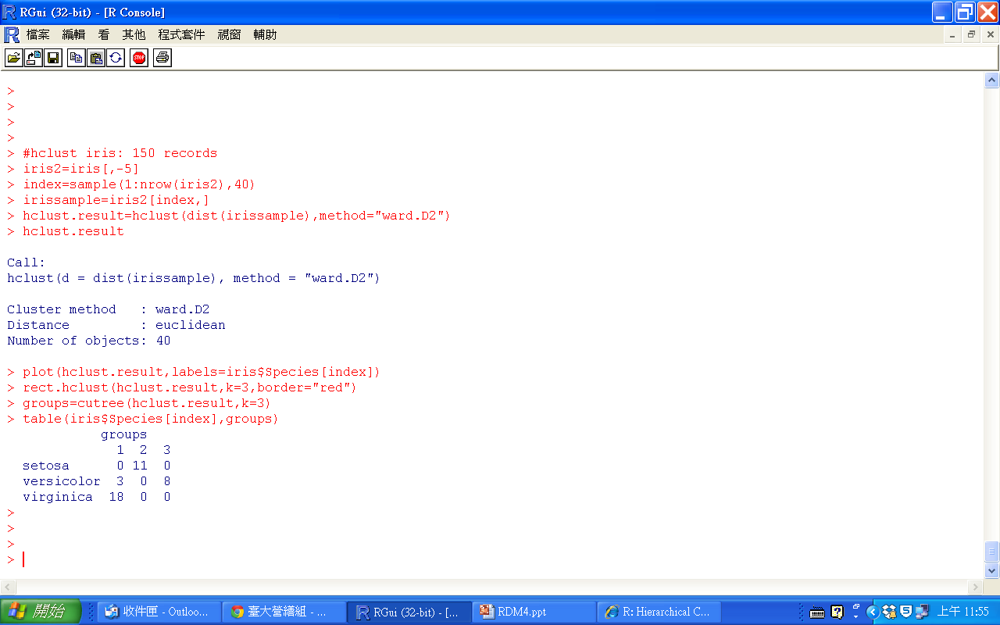 RGui (32-bit) - [R Console]
檔案 編輯 看 其他 程式套件 視窗 輔助
STOP
>
>
>
>
> #hclust iris: 150 records
> iris2=iris[,-5]
> index=sample(1:nrow(iris2),40)
> irissample=iris2[index,]
> hclust.result=hclust(dist(irissample),method="ward.D2")
> hclust.result
Call:
hclust(d = dist(irissample), method = "ward.D2")
Cluster method   : ward.D2
Distance         : euclidean
Number of objects: 40
> plot(hclust.result,labels=iris$Species[index])
> rect.hclust(hclust.result,k=3,border="red")
> groups=cutree(hclust.result,k=3)
> table(iris$Species[index],groups)
            groups
              1  2  3
  setosa      0 11  0
  versicolor  3  0  8
  virginica  18  0  0
>
>
>
>
開始 收件匣 - Outloo... 臺大營繕組 - ... RGui (32-bit) - [... RDM4.ppt R: Hierarchical C... 上午 11:55